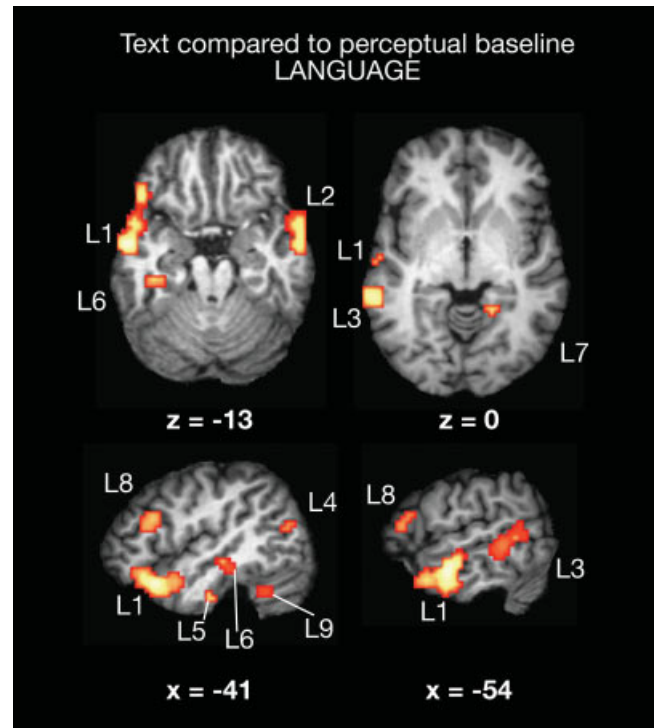 Text compared to perceptual baseline
LANGUAGE
L2
L1
L1
L6
L3
L7
z = -13
z = 0
L8
L4
L8
L3
L1
L1
L5
L6
L9
x = -41
x = -54